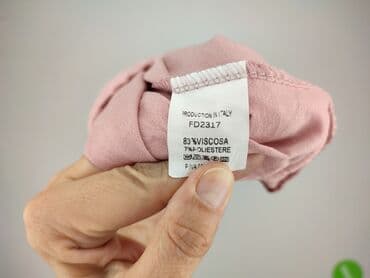 PRODUCTION IN ITALY
FD2317
83%VISCOSA
7%POLIESTERE